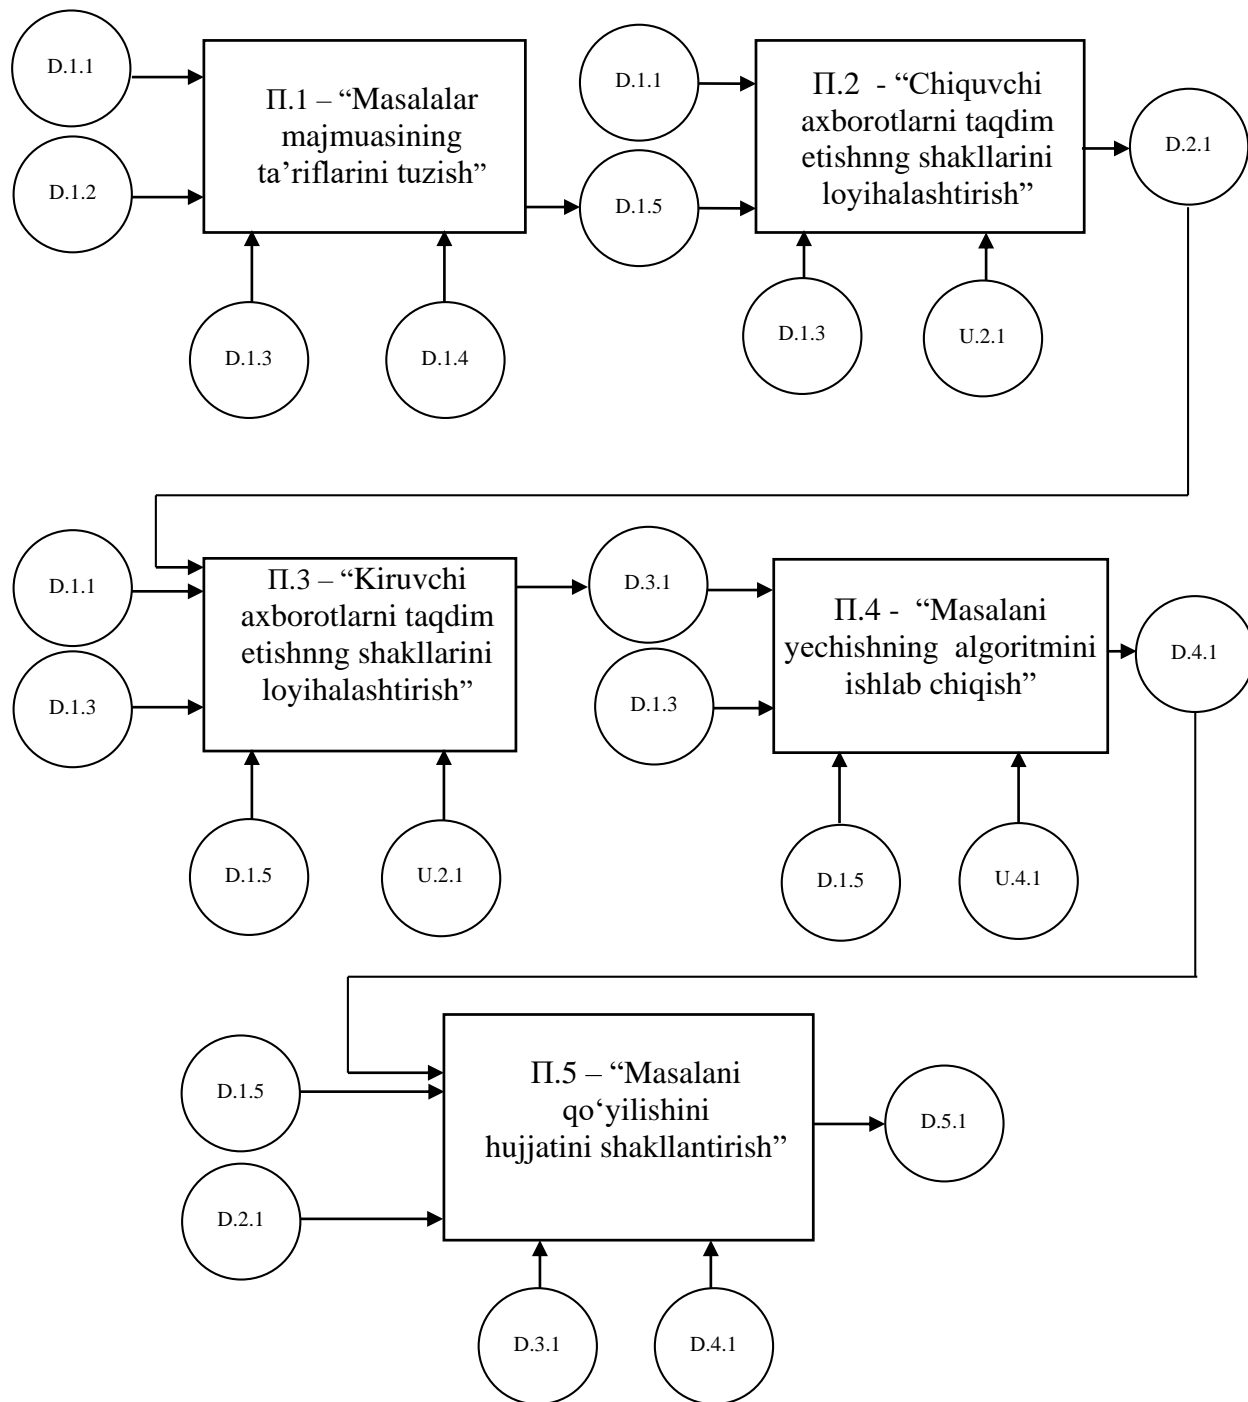 D.1.1
D.1.2
П.1 – “Masalalar
majmuasining
ta’riflarini tuzish”
D.1.3
D.1.4
D.1.1
D.1.5
П.2 - “Chiquvchi
axborotlarni taqdim
etishnng shakllarini
loyihalashtirish”
D.2.1
D.1.3
U.2.1
D.1.1
D.1.3
П.3 – “Kiruvchi
axborotlarni taqdim
etishnng shakllarini
loyihalashtirish”
D.1.5
U.2.1
D.3.1
D.1.3
П.4 - “Masalani
yechishning algoritmini
ishlab chiqish”
D.4.1
D.1.5
U.4.1
D.1.5
D.2.1
П.5 – “Masalani
qo‘yilishini
hujjatini shakllantirish”
D.5.1
D.3.1
D.4.1